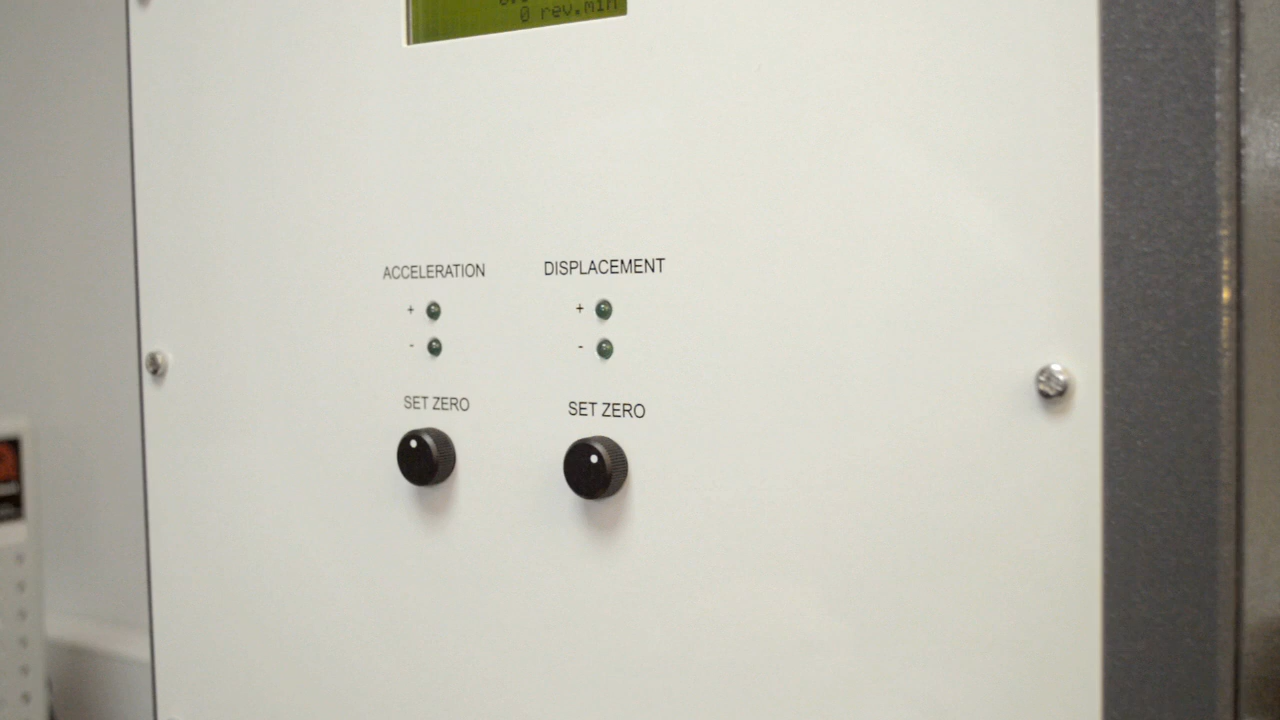 0 rev.min
ACCELERATION DISPLACEMENT
+ +
- -
SET ZERO SET ZERO